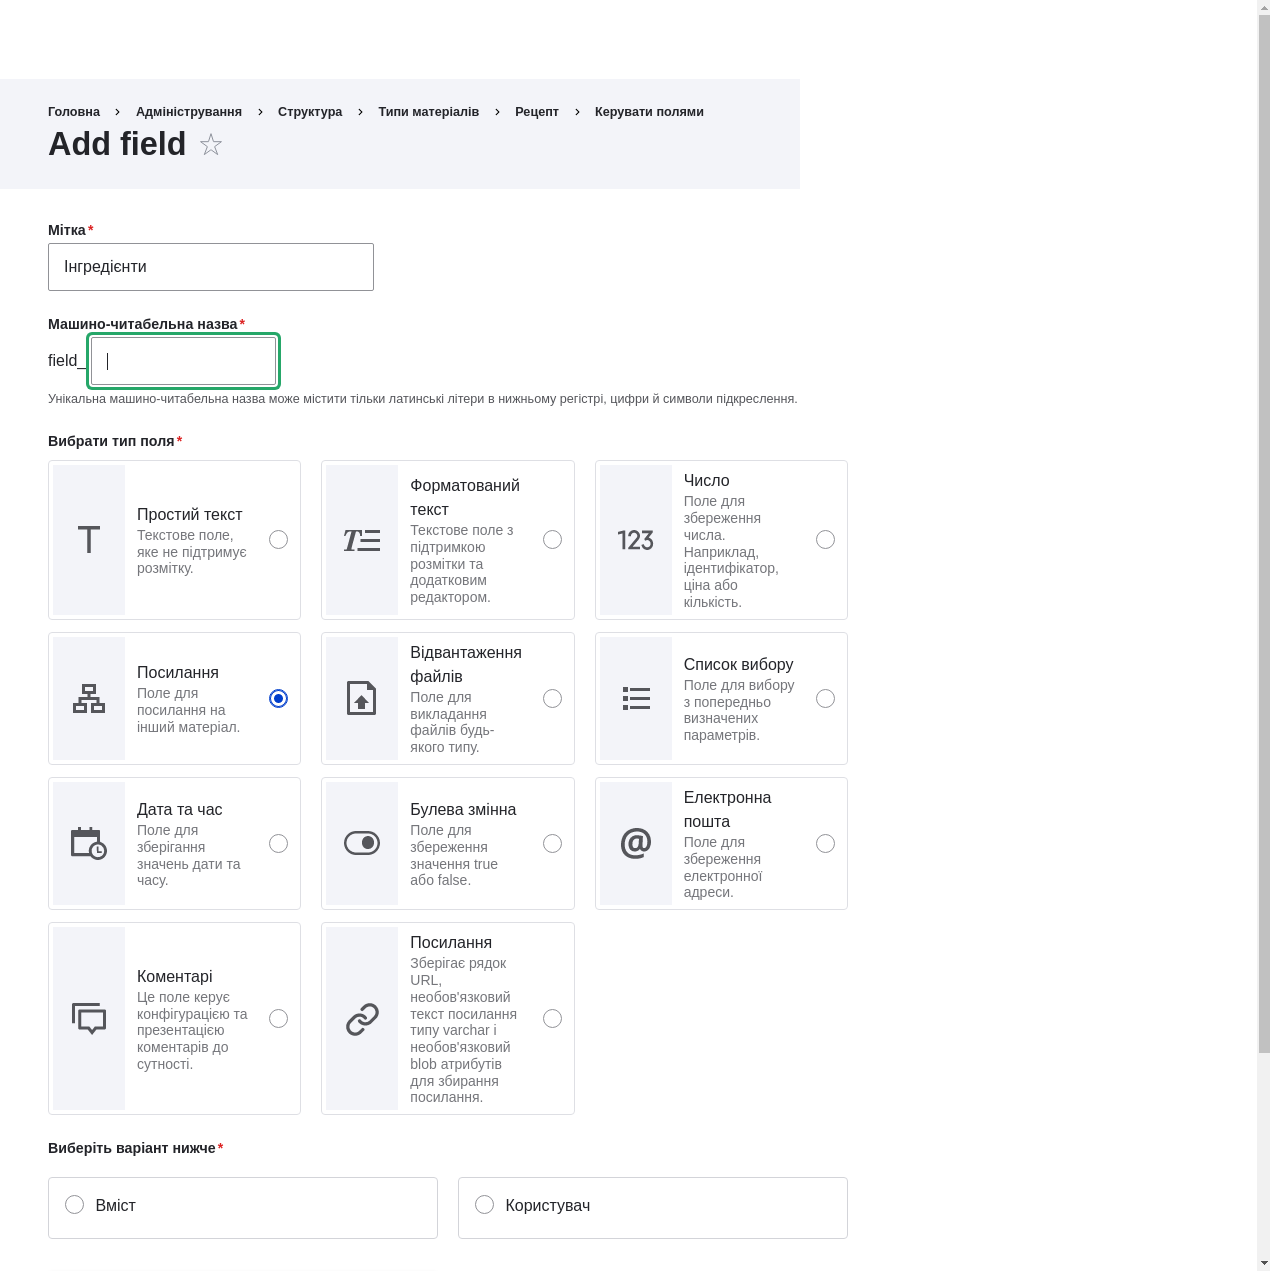 Головна > Адміністрування > Структура > Типи матеріалів > Рецепт > Керувати полями
Add field
Мітка*
Інгредієнти
Машино-читабельна назва*
field_
Унікальна машино-читабельна назва може містити тільки латинські літери в нижньому регістрі, цифри й символи підкреслення.
Вибрати тип поля*
T
Простий текст
Текстове поле,
яке не підтримує
розмітку.
Форматований
текст
Текстове поле з
підтримкою
розмітки та
додатковим
редактором.
123
Число
Поле для
збереження
числа.
Наприклад,
ідентифікатор,
ціна або
кількість.
Посилання
Поле для
посилання на
інший матеріал.
Відвантаження
файлів
Поле для
викладання
файлів будь-
якого типу.
Список вибору
Поле для вибору
з попередньо
визначених
параметрів.
Дата та час
Поле для
зберігання
значень дати та
часу.
Булева змінна
Поле для
збереження
значення true
або false.
@
Електронна
пошта
Поле для
збереження
електронної
адреси.
Коментарі
Це поле керує
конфігурацією та
презентацією
коментарів до
сутності.
Посилання
Зберігає рядок
URL,
необов'язковий
текст посилання
типу varchar і
необов'язковий
blob атрибутів
для збирання
посилання.
Виберіть варіант нижче*
Вміст
Користувач